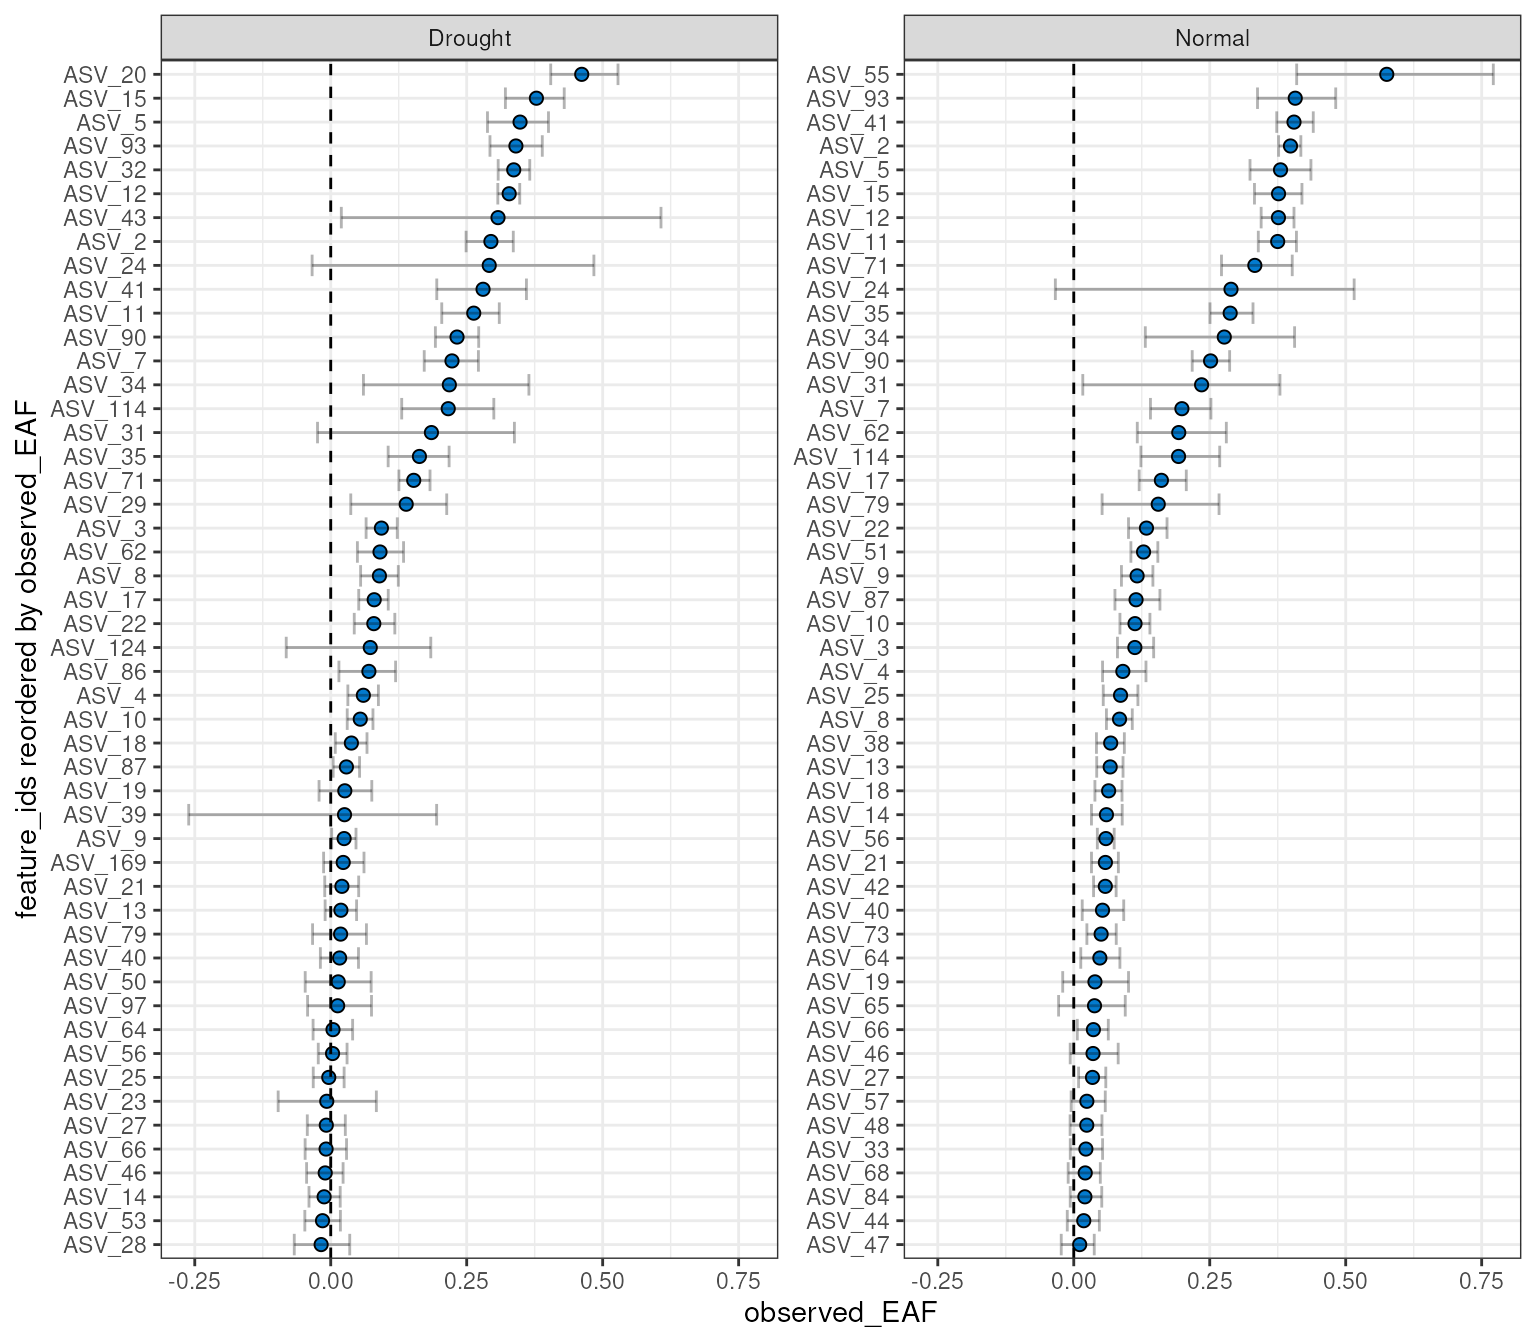 Drought
Normal
feature_ids reordered by observed_EAF
ASV_20
ASV_15
ASV_5
ASV_93
ASV_32
ASV_12
ASV_43
ASV_2
ASV_24
ASV_41
ASV_11
ASV_90
ASV_7
ASV_34
ASV_114
ASV_31
ASV_35
ASV_71
ASV_29
ASV_3
ASV_62
ASV_8
ASV_17
ASV_22
ASV_124
ASV_86
ASV_4
ASV_10
ASV_18
ASV_87
ASV_19
ASV_39
ASV_9
ASV_169
ASV_21
ASV_13
ASV_79
ASV_40
ASV_50
ASV_97
ASV_64
ASV_56
ASV_25
ASV_23
ASV_27
ASV_66
ASV_46
ASV_14
ASV_53
ASV_28
ASV_55
ASV_93
ASV_41
ASV_2
ASV_5
ASV_15
ASV_12
ASV_11
ASV_71
ASV_24
ASV_35
ASV_34
ASV_90
ASV_31
ASV_7
ASV_62
ASV_114
ASV_17
ASV_79
ASV_22
ASV_51
ASV_9
ASV_87
ASV_10
ASV_3
ASV_4
ASV_25
ASV_8
ASV_38
ASV_13
ASV_18
ASV_14
ASV_56
ASV_21
ASV_42
ASV_40
ASV_73
ASV_64
ASV_19
ASV_65
ASV_66
ASV_46
ASV_27
ASV_57
ASV_48
ASV_33
ASV_68
ASV_84
ASV_44
ASV_47
-0.25 0.00 0.25 0.50 0.75
-0.25 0.00 0.25 0.50 0.75
observed_EAF